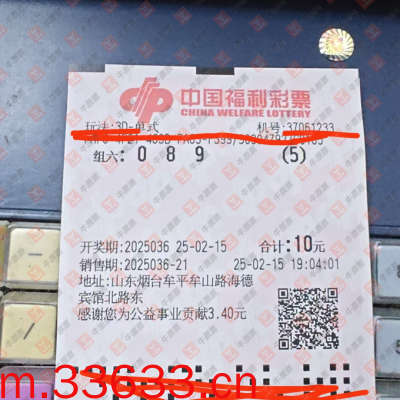 中国福利彩票
CHINA WELFARE LOTTERY
玩法:3D-单式 机号:37061233
组六: 0 8 9 (5)
开奖期:2025036 25-02-15 合计:10元
销售期:2025036-21 25-02-15 19:04:01
地址:山东烟台车平车山路海德
宾馆北路东
感谢您为公益事业贡献3.40元
m.33633.cn